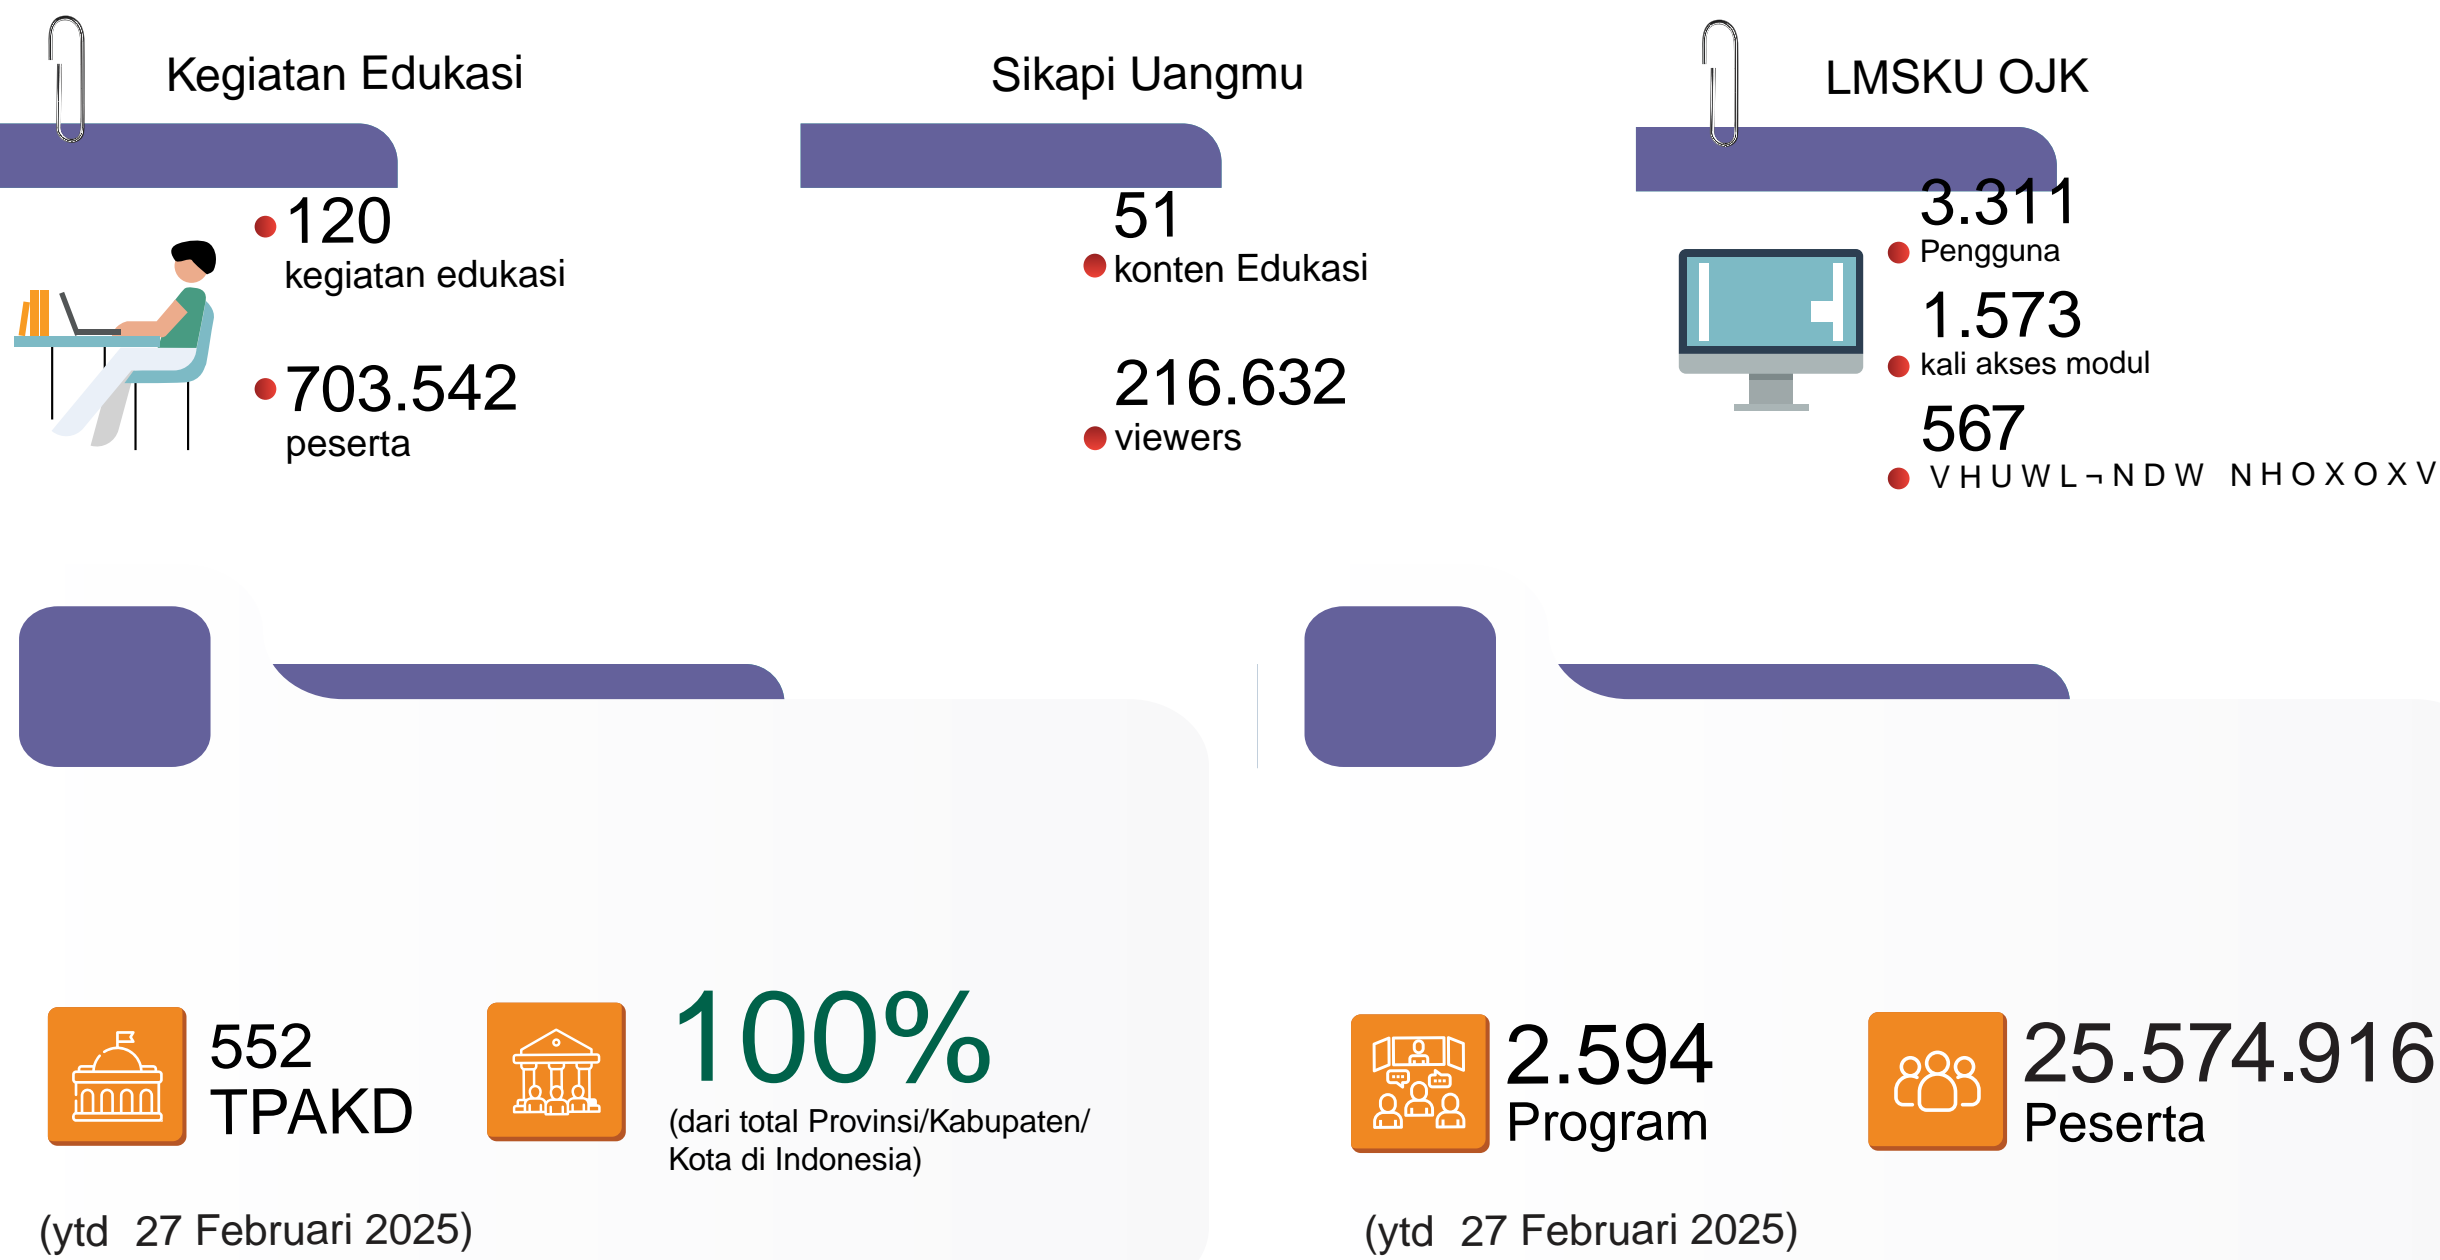 Kegiatan Edukasi
120
kegiatan edukasi
703.542
peserta
Sikapi Uangmu
51
konten Edukasi
216.632
viewers
LMSKU OJK
3.311
Pengguna
1.573
kali akses modul
567
VHUWL¬NDW NHOXOXV
552
TPAKD
100%
(dari total Provinsi/Kabupaten/
Kota di Indonesia)
(ytd 27 Februari 2025)
2.594
Program
25.574.916
Peserta
(ytd 27 Februari 2025)